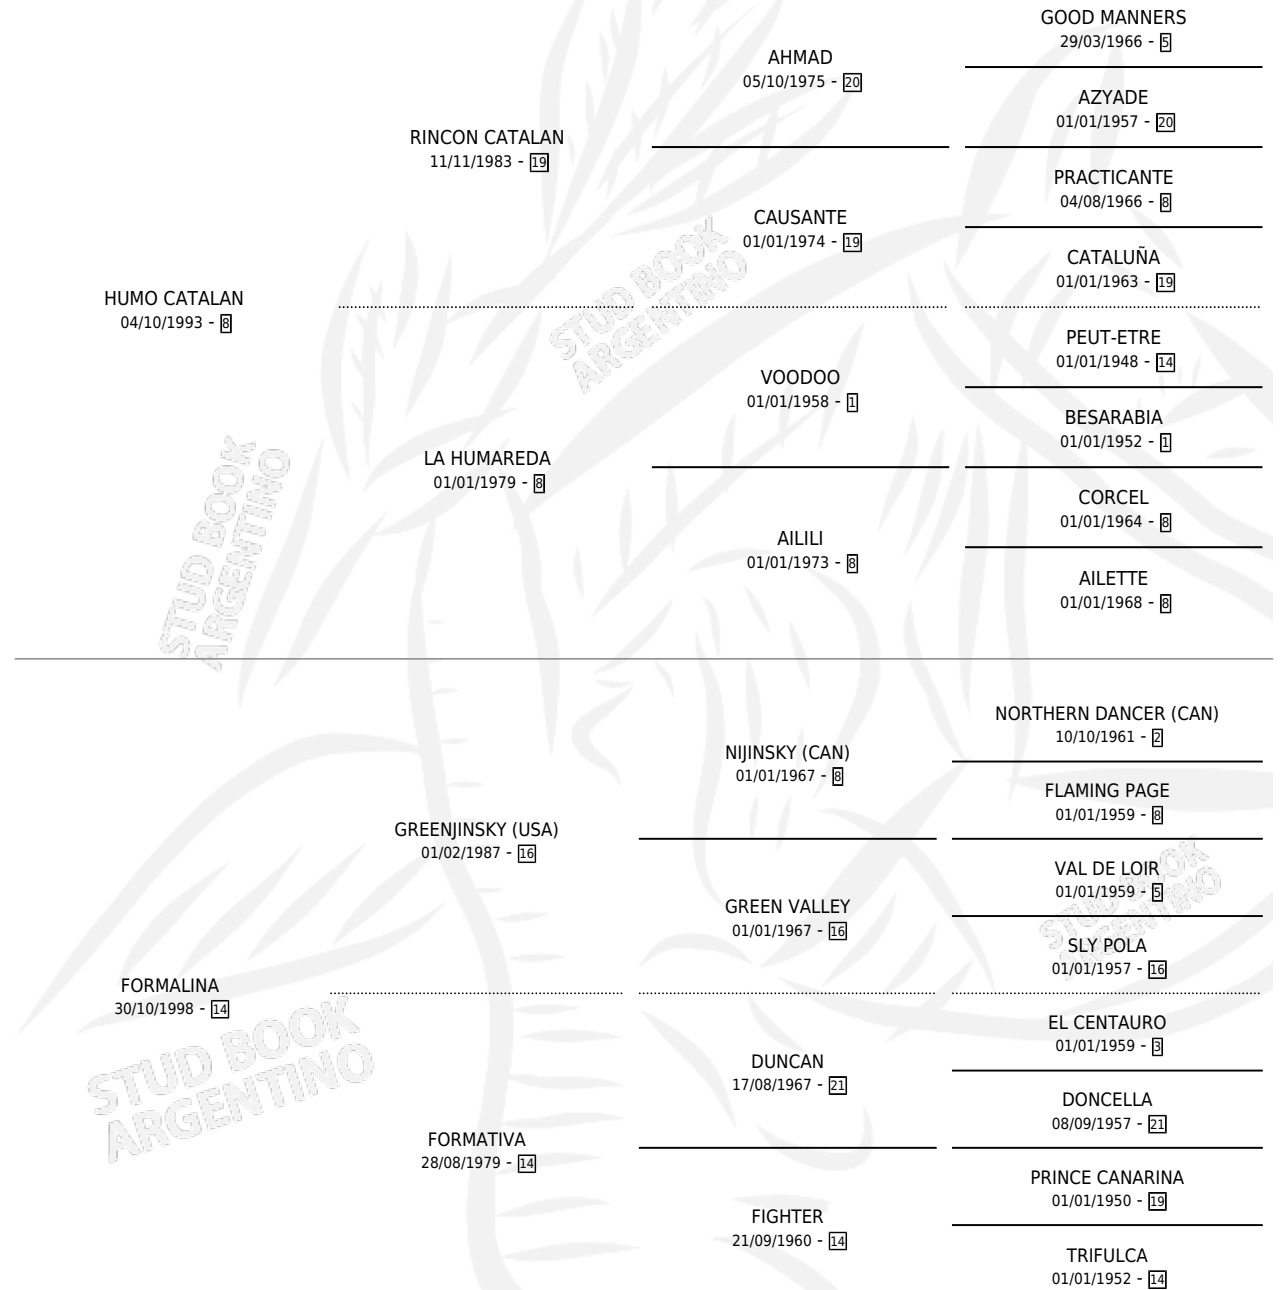 GOOD MANNERS
29/03/1966 - 5
AHMAD
05/10/1975 - 20
AZYADE
01/01/1957 - 20
RINCON CATALAN
11/11/1983 - 19
PRACTICANTE
04/08/1966 - 8
CAUSANTE
01/01/1974 - 19
CATALUÑA
01/01/1963 - 19
HUMO CATALAN
04/10/1993 - 8
PEUT-ETRE
01/01/1948 - 14
VOODOO
01/01/1958 - 1
BESARABIA
01/01/1952 - 1
LA HUMAREDA
01/01/1979 - 8
CORCEL
01/01/1964 - 8
AILILI
01/01/1973 - 8
AILETTE
01/01/1968 - 8
NORTHERN DANCER (CAN)
10/10/1961 - 2
NIJINSKY (CAN)
01/01/1967 - 8
FLAMING PAGE
01/01/1959 - 8
GREENJINSKY (USA)
01/02/1987 - 16
VAL DE LOIR
01/01/1959 - 5
GREEN VALLEY
01/01/1967 - 16
SLY POLA
01/01/1957 - 16
FORMALINA
30/10/1998 - 14
EL CENTAURO
01/01/1959 - 3
DUNCAN
17/08/1967 - 21
DONCELLA
08/09/1957 - 21
FORMATIVA
28/08/1979 - 14
PRINCE CANARINA
01/01/1950 - 19
FIGHTER
21/09/1960 - 14
TRIFULCA
01/01/1952 - 14
STUD BOOK
ARGENTINO
STUD BOOK
ARGENTINO
STUD BOOK
ARGENTINO
STUD BOOK
ARGENTINO